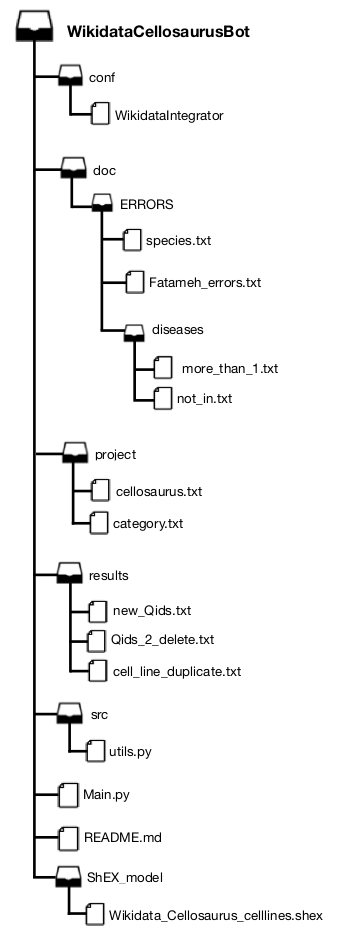 WikidataCellosaurusBot
conf
WikidataIntegrator
doc
ERRORS
species.txt
Fatameh_errors.txt
diseases
more_than_1.txt
not_in.txt
project
cellosaurus.txt
category.txt
results
new_Qids.txt
Qids_2_delete.txt
cell_line_duplicate.txt
src
utils.py
Main.py
README.md
ShEX_model
Wikidata_Cellosaurus_celllines.shex